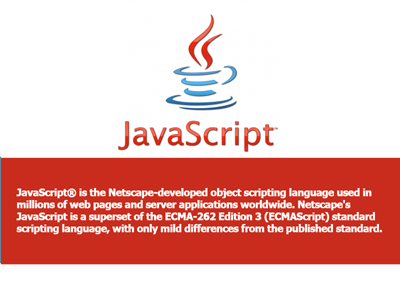 JavaScript™
JavaScript® is the Netscape-developed object scripting language used in
millions of web pages and server applications worldwide. Netscape's
JavaScript is a superset of the ECMA-262 Edition 3 (ECMAScript) standard
scripting language, with only mild differences from the published standard.